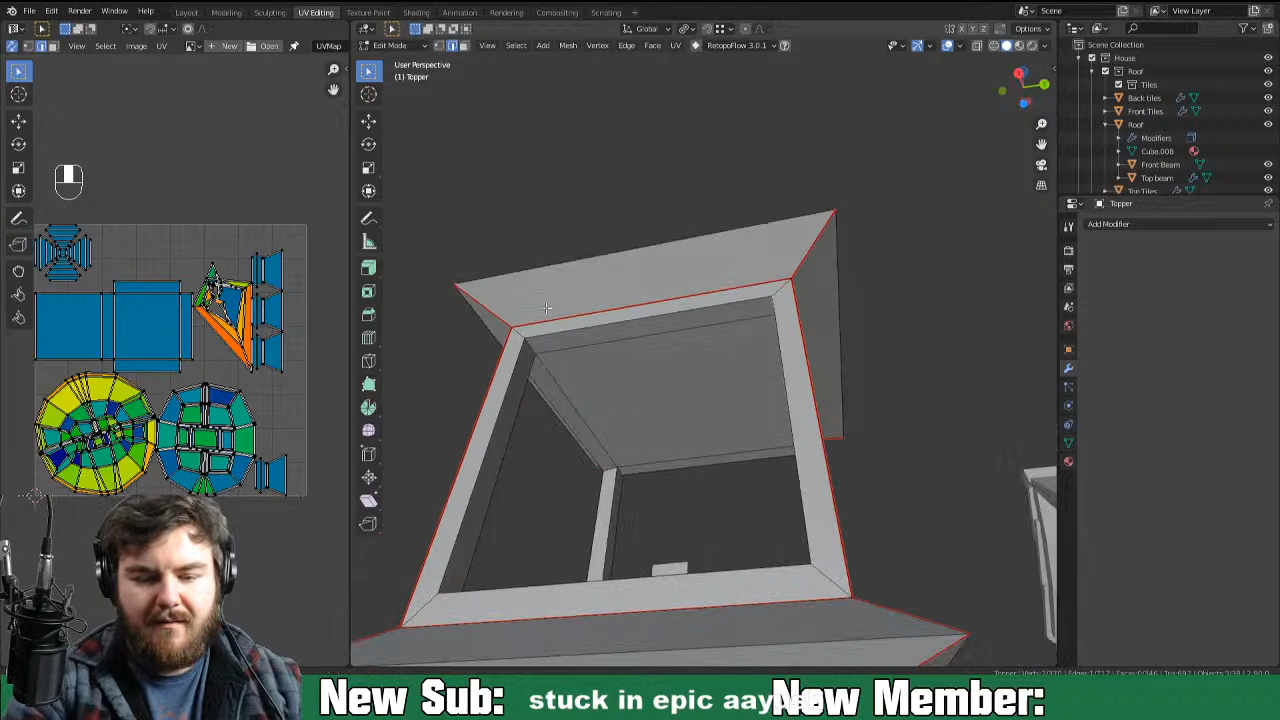 File Edit Render Window Help Layout Modeling Sculpting UV Editing Texture Paint Shading Animation Rendering Compositing Scripting + Scene View Layer
View Select Image UV + New Open UVMap
Edit Mode View Select Add Mesh Vertex Edge Face UV RetopoFlow 3.0.1 Global Options
X Y Z
User Perspective
(1) Topper
Scene Collection
House
Roof
Tiles
Back tiles
Front Tiles
Roof
Modifiers
Cube.008
Front Beam
Top beam
Top Tiles
Topper
Add Modifier
New Sub: stuck in epic aayu New Member: